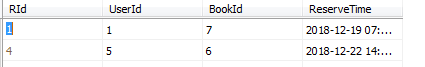 RId UserId BookId ReserveTime
1 1 7 2018-12-19 07:...
4 5 6 2018-12-22 14:...